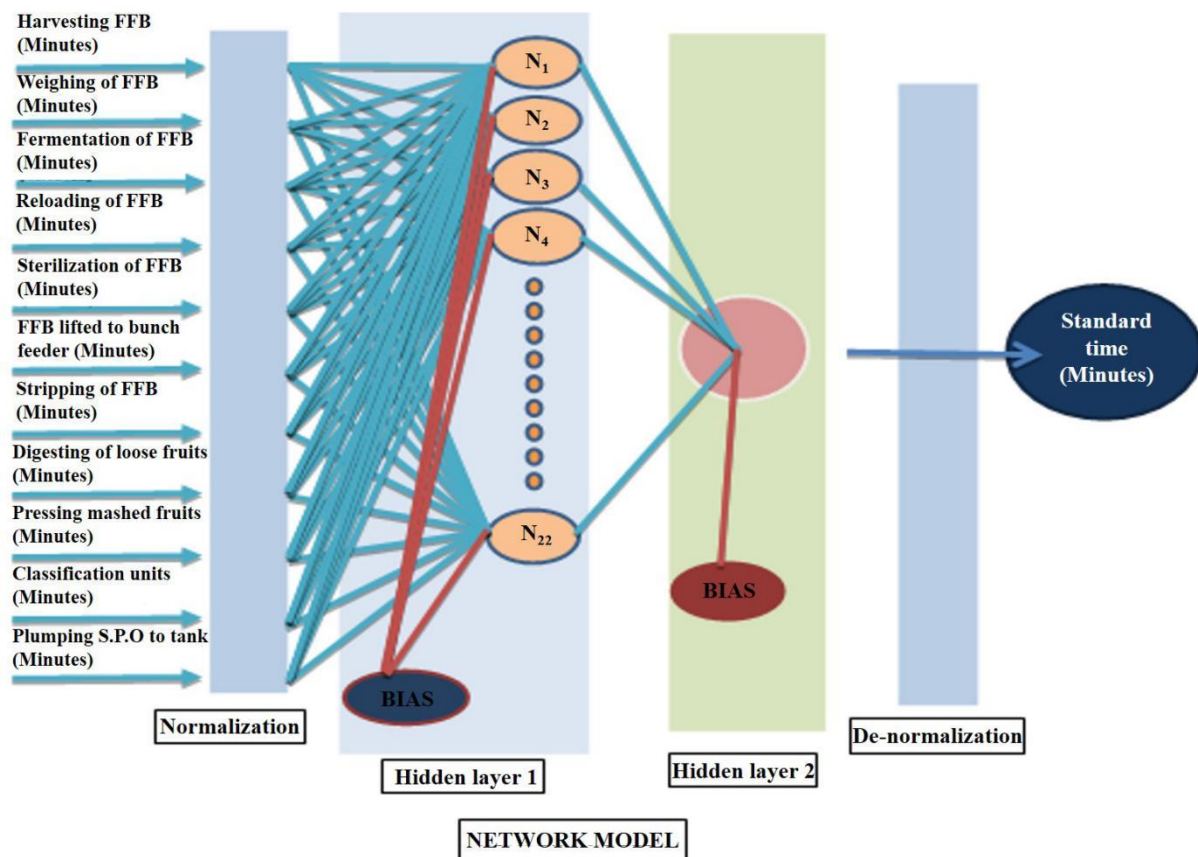 Harvesting FFB
(Minutes)
Weighing of FFB
(Minutes)
Fermentation of FFB
(Minutes)
Reloading of FFB
(Minutes)
Sterilization of FFB
(Minutes)
FFB lifted to bunch
feeder (Minutes)
Stripping of FFB
(Minutes)
Digesting of loose fruits
(Minutes)
Pressing mashed fruits
(Minutes)
Classification units
(Minutes)
Plumping S.P.O to tank
(Minutes)
Normalization
N1
N2
N3
N4
N22
BIAS
Hidden layer 1
BIAS
Hidden layer 2
De-normalization
Standard
time
(Minutes)
NETWORK MODEL